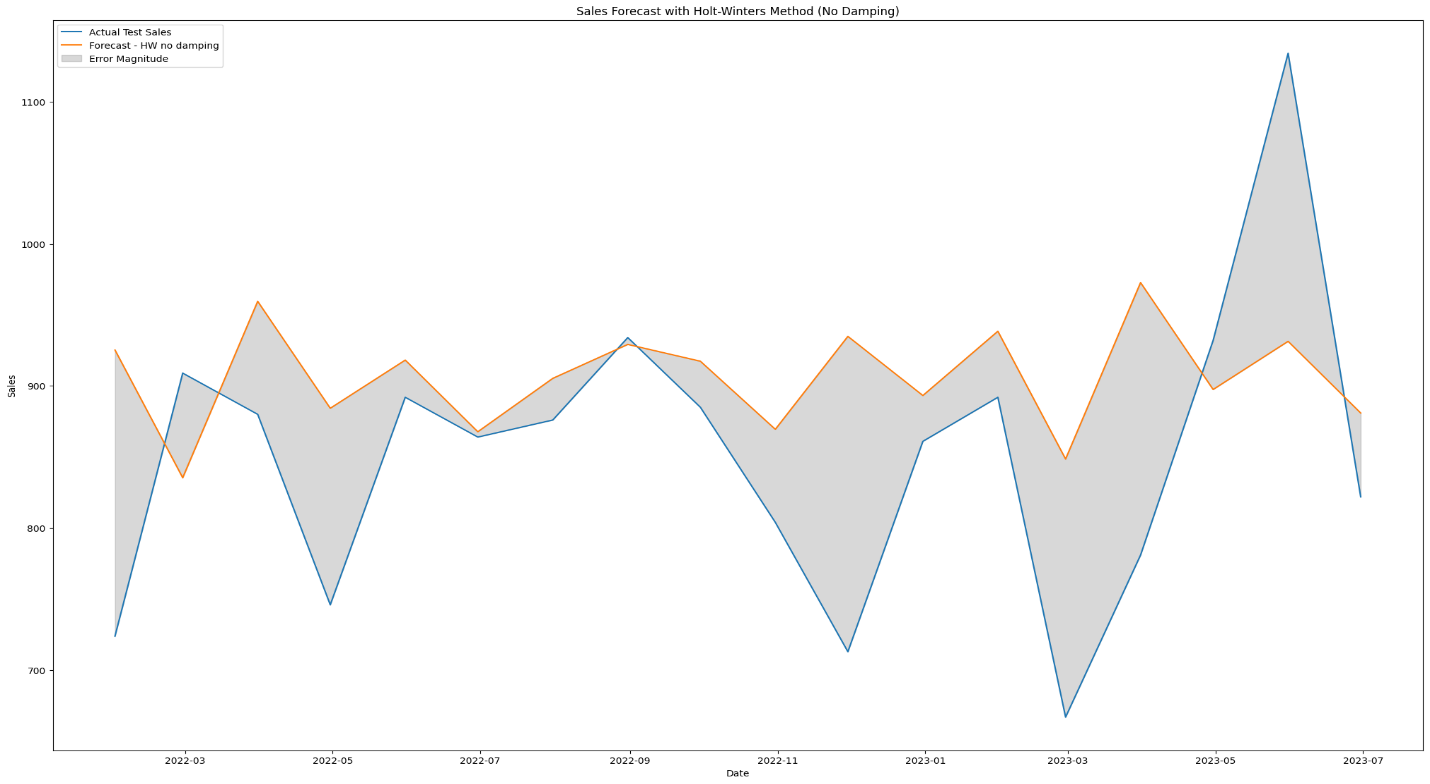 Sales Forecast with Holt-Winters Method (No Damping)
Actual Test Sales
Forecast - HW no damping
Error Magnitude
1100
1000
900
800
700
Sales
2022-03 2022-05 2022-07 2022-09 2022-11 2023-01 2023-03 2023-05 2023-07
Date